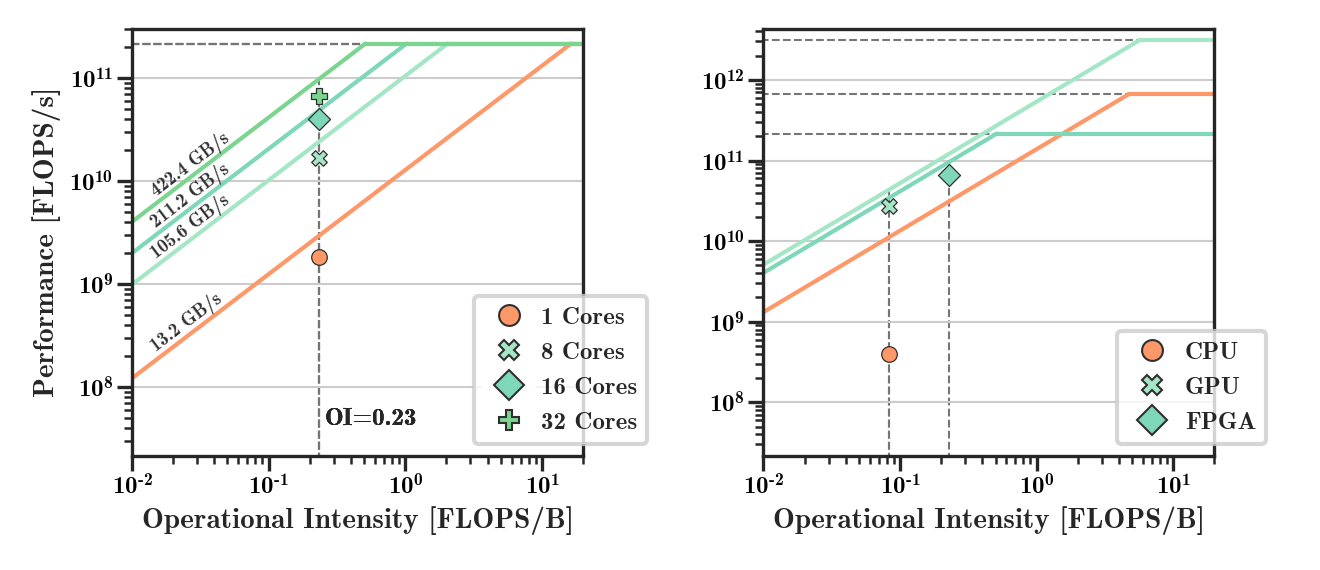 Performance [FLOPS/s]
10^11
10^10
10^9
10^8
422.4 GB/s
211.2 GB/s
105.6 GB/s
13.2 GB/s
OI=0.23
1 Cores
8 Cores
16 Cores
32 Cores
10^-2
10^-1
10^0
10^1
Operational Intensity [FLOPS/B]
10^12
10^11
10^10
10^9
10^8
CPU
GPU
FPGA
10^-2
10^-1
10^0
10^1
Operational Intensity [FLOPS/B]